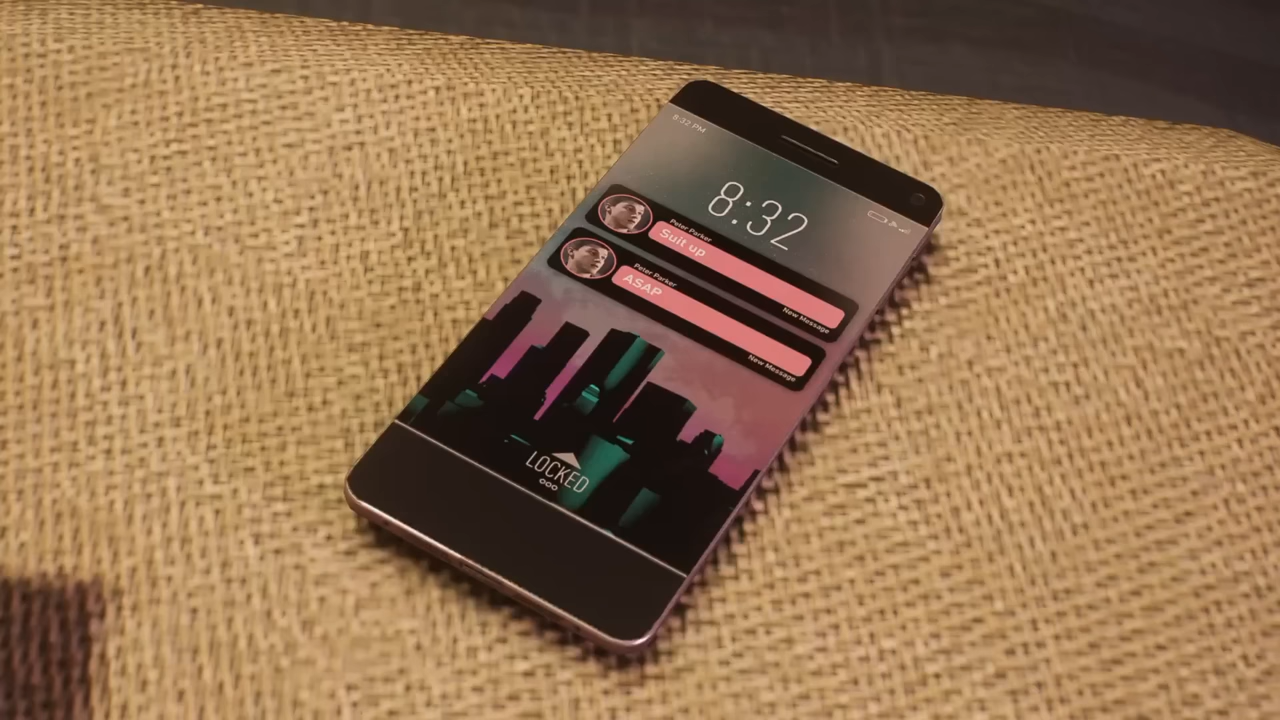 8:32 PM
8:32
Peter Parker
Suit up
New Message
Peter Parker
ASAP
New Message
LOCKED